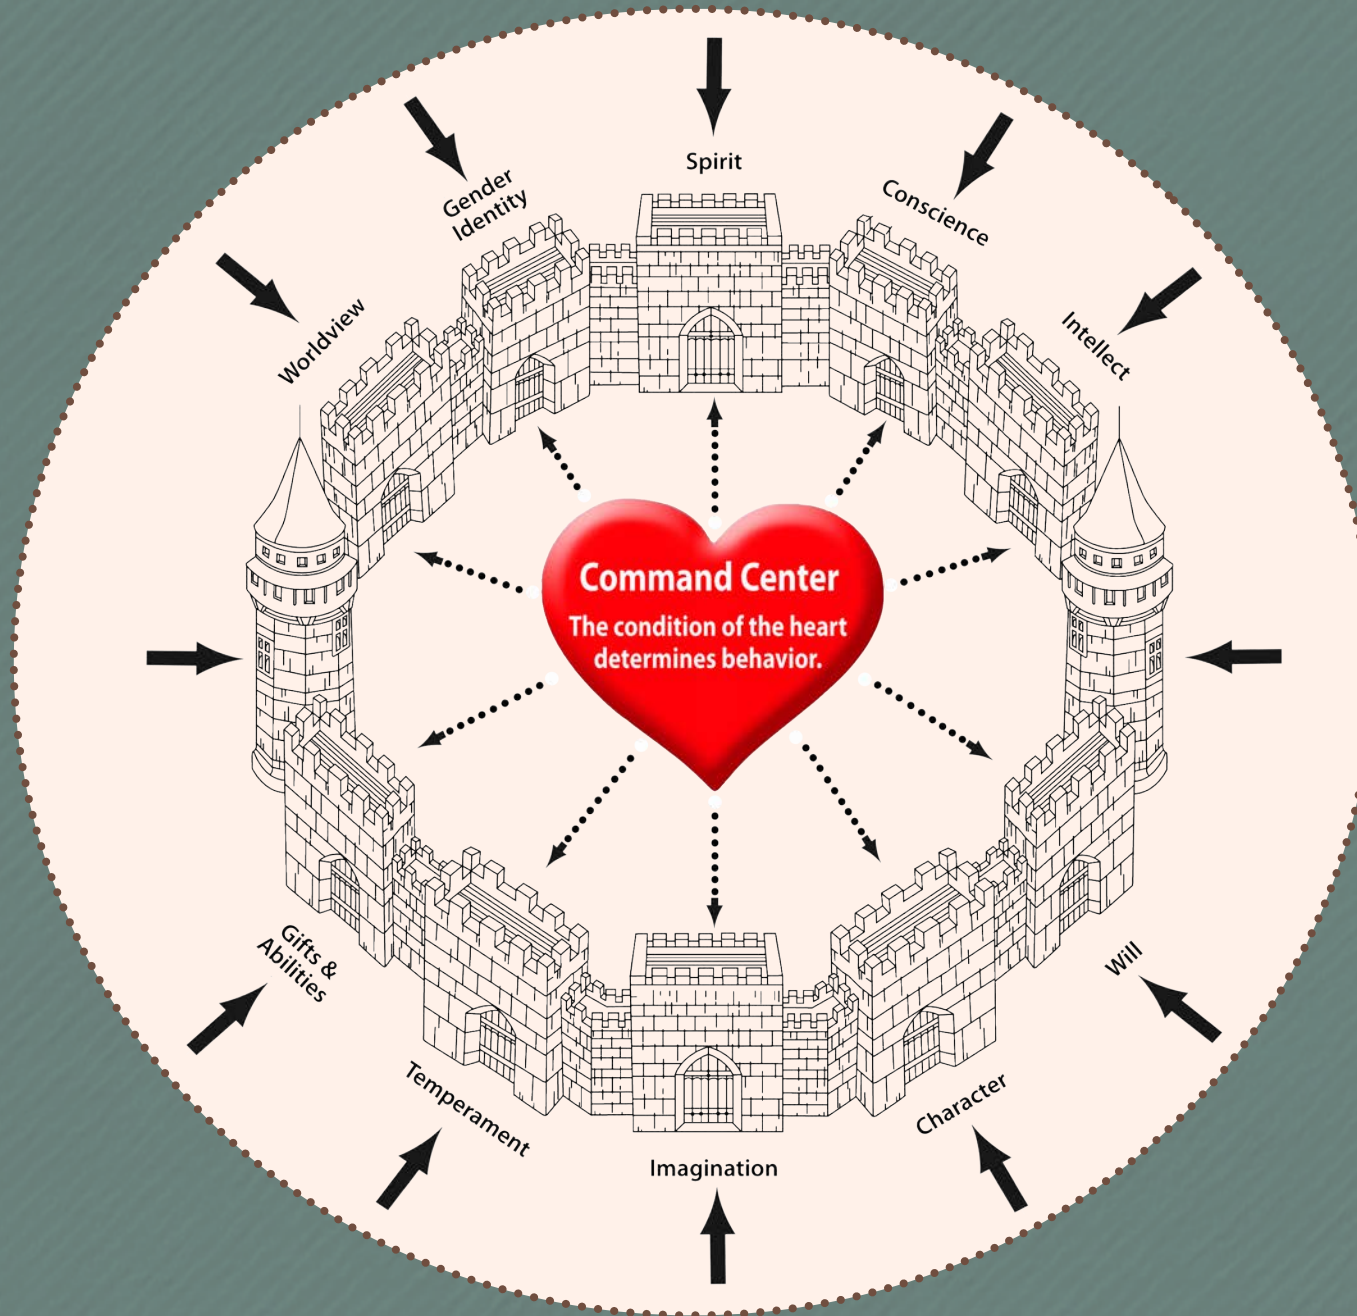 Spirit
Gender
Identity
Conscience
Worldview
Intellect
Command Center
The condition of the heart
determines behavior.
Gifts &
Abilities
Will
Temperament
Character
Imagination